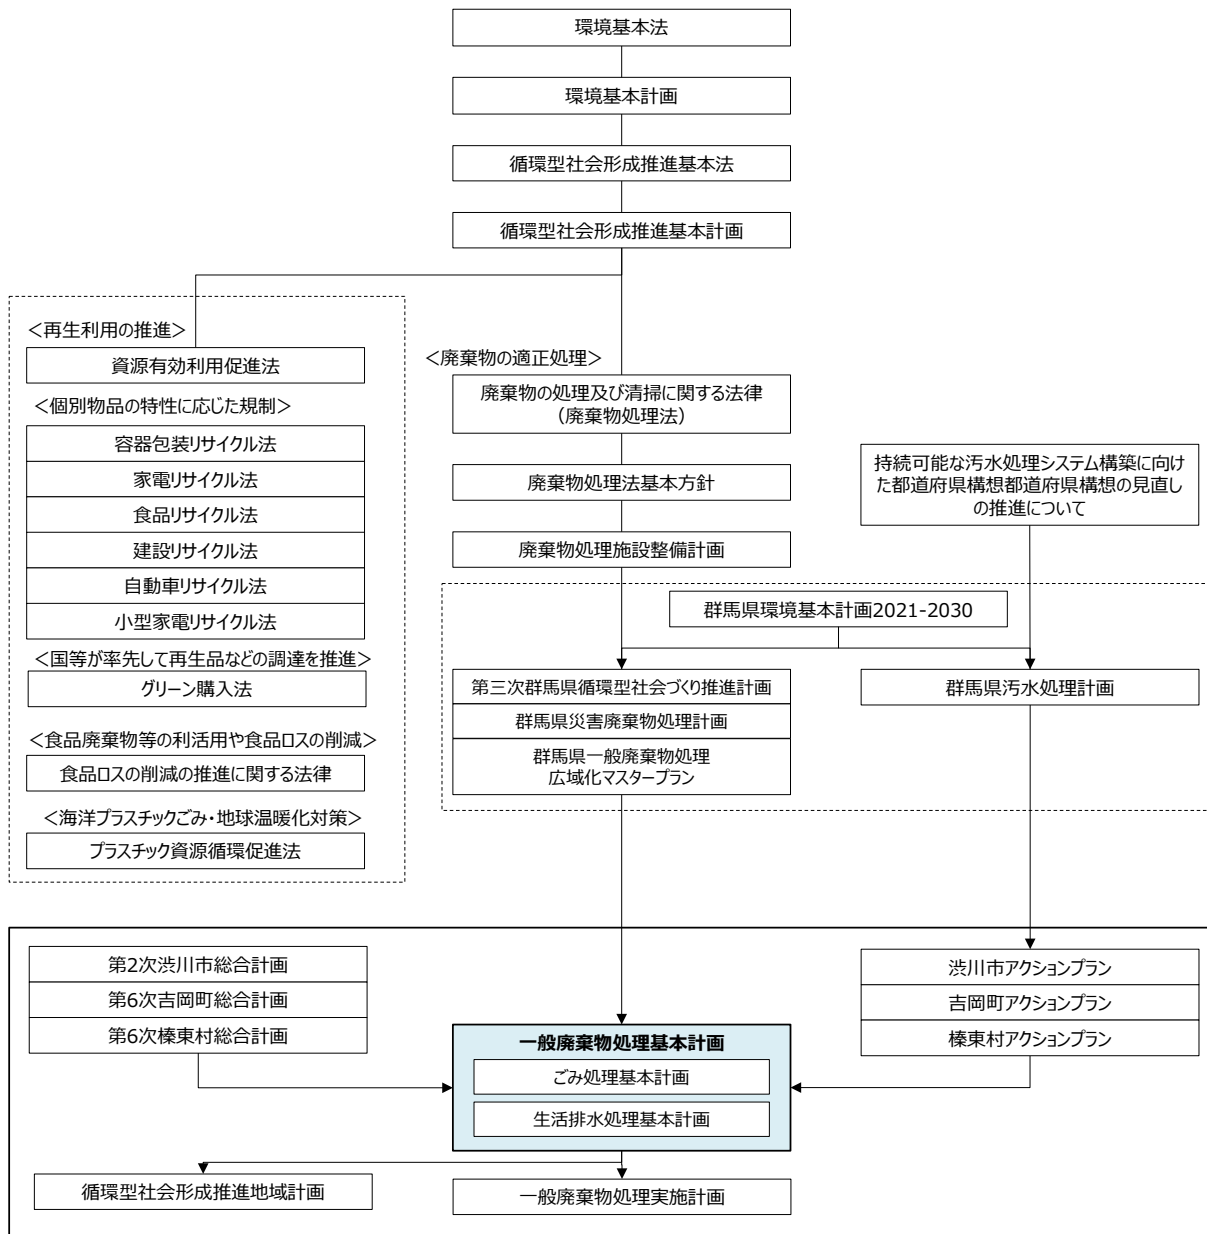 環境基本法
環境基本計画
循環型社会形成推進基本法
循環型社会形成推進基本計画
＜再生利用の推進＞
資源有効利用促進法
＜個別物品の特性に応じた規制＞
容器包装リサイクル法
家電リサイクル法
食品リサイクル法
建設リサイクル法
自動車リサイクル法
小型家電リサイクル法
＜国等が率先して再生品などの調達を推進＞
グリーン購入法
＜食品廃棄物等の利活用や食品ロスの削減＞
食品ロスの削減の推進に関する法律
＜海洋プラスチックごみ・地球温暖化対策＞
プラスチック資源循環促進法
＜廃棄物の適正処理＞
廃棄物の処理及び清掃に関する法律
（廃棄物処理法）
廃棄物処理法基本方針
廃棄物処理施設整備計画
持続可能な汚水処理システム構築に向け
た都道府県構想都道府県構想の見直し
の推進について
群馬県環境基本計画2021-2030
第三次群馬県循環型社会づくり推進計画
群馬県災害廃棄物処理計画
群馬県一般廃棄物処理
広域化マスタープラン
群馬県汚水処理計画
第2次渋川市総合計画
第6次吉岡町総合計画
第6次榛東村総合計画
一般廃棄物処理基本計画
ごみ処理基本計画
生活排水処理基本計画
渋川市アクションプラン
吉岡町アクションプラン
榛東村アクションプラン
循環型社会形成推進地域計画
一般廃棄物処理実施計画